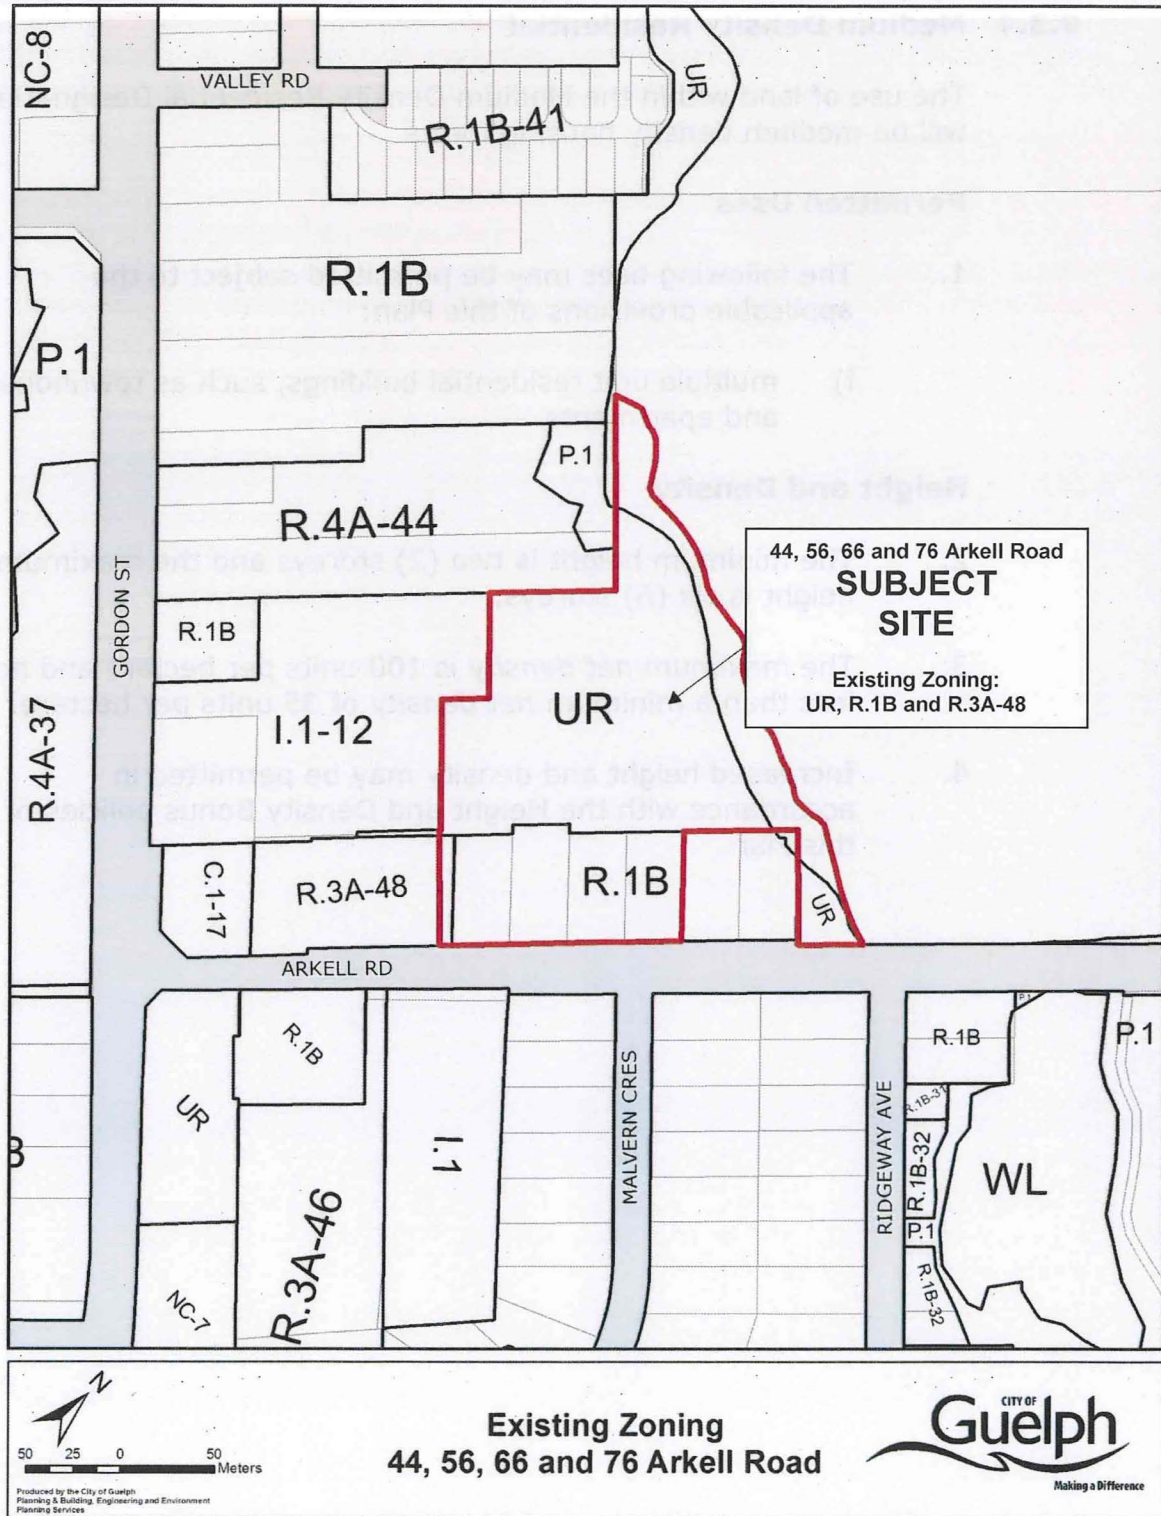 NC-8
VALLEY RD
UR
R.1B-41
R.1B
P.1
P.1
R.4A-44
GORDON ST
R.1B
44, 56, 66 and 76 Arkell Road
SUBJECT
SITE
Existing Zoning:
UR, R.1B and R.3A-48
UR
I.1-12
R.4A-37
C.1-17
R.3A-48
R.1B
UR
ARKELL RD
R.1B
P.1
R.1B
P.1
UR
I.1
MALVERN CRES
RIDGEWAY AVE
R.1B-31
R.1B-32
WL
R.3A-46
P.1
NC-7
R.1B-32
N
50 25 0 50
Meters
Produced by the City of Guelph
Planning & Building, Engineering and Environment
Planning Services
Existing Zoning
44, 56, 66 and 76 Arkell Road
CITY OF
Guelph
Making a Difference